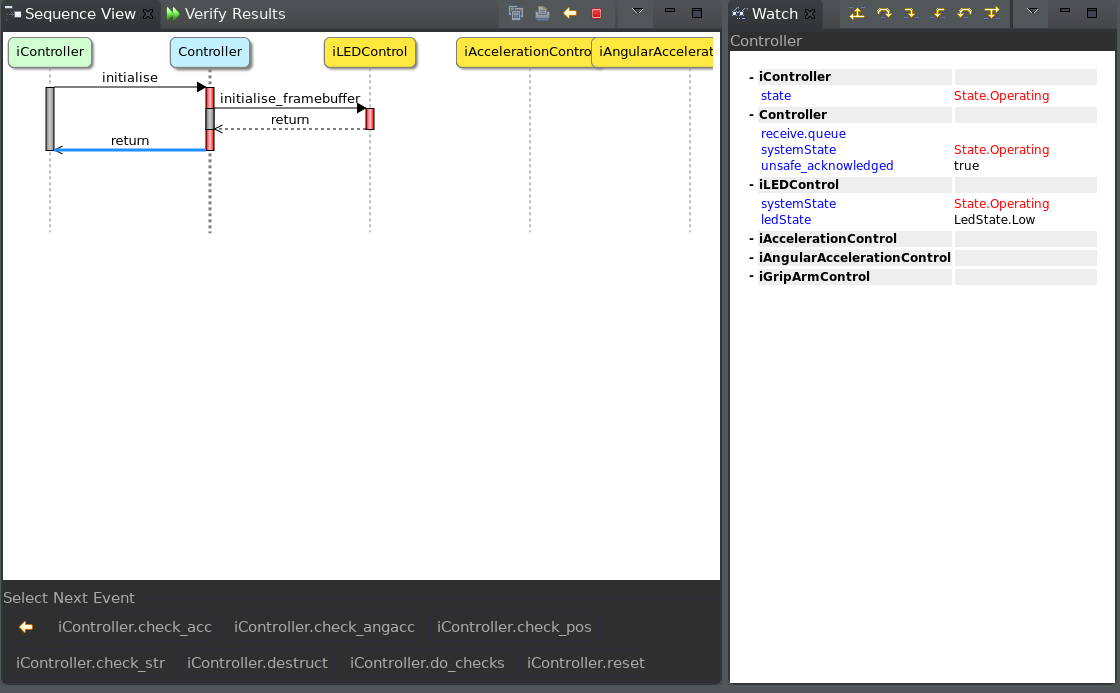 Sequence View
Verify Results
iController
Controller
iLEDControl
iAccelerationContro
iAngularAccelerat
initialise
initialise_framebuffer
return
return
Select Next Event
iController.check_acc iController.check_angacc iController.check_pos
iController.check_str iController.destruct iController.do_checks iController.reset
Watch
Controller
- iController
state State.Operating
- Controller
receive.queue
systemState State.Operating
unsafe_acknowledged true
- iLEDControl
systemState State.Operating
ledState LedState.Low
- iAccelerationControl
- iAngularAccelerationControl
- iGripArmControl